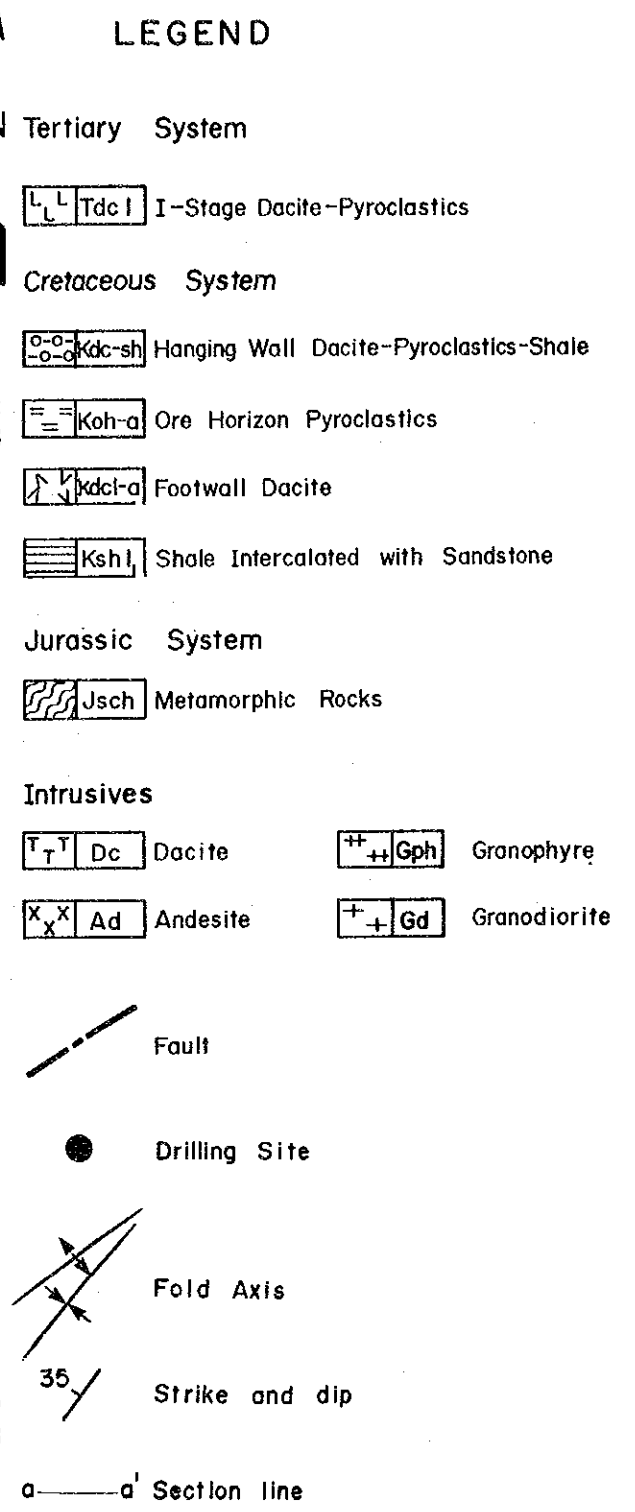 LEGEND
Tertiary System
L L L Tdc I I-Stage Dacite-Pyroclastics
Cretaceous System
Kdc-sh Hanging Wall Dacite-Pyroclastics-Shale
Koh-a Ore Horizon Pyroclastics
Kdcl-a Footwall Dacite
Kshl Shale Intercalated with Sandstone
Jurassic System
Jsch Metamorphic Rocks
Intrusives
T T T Dc Dacite Gph Granophyre
X X X Ad Andesite Gd Granodiorite
Fault
Drilling Site
Fold Axis
35 Strike and dip
a a' Section line